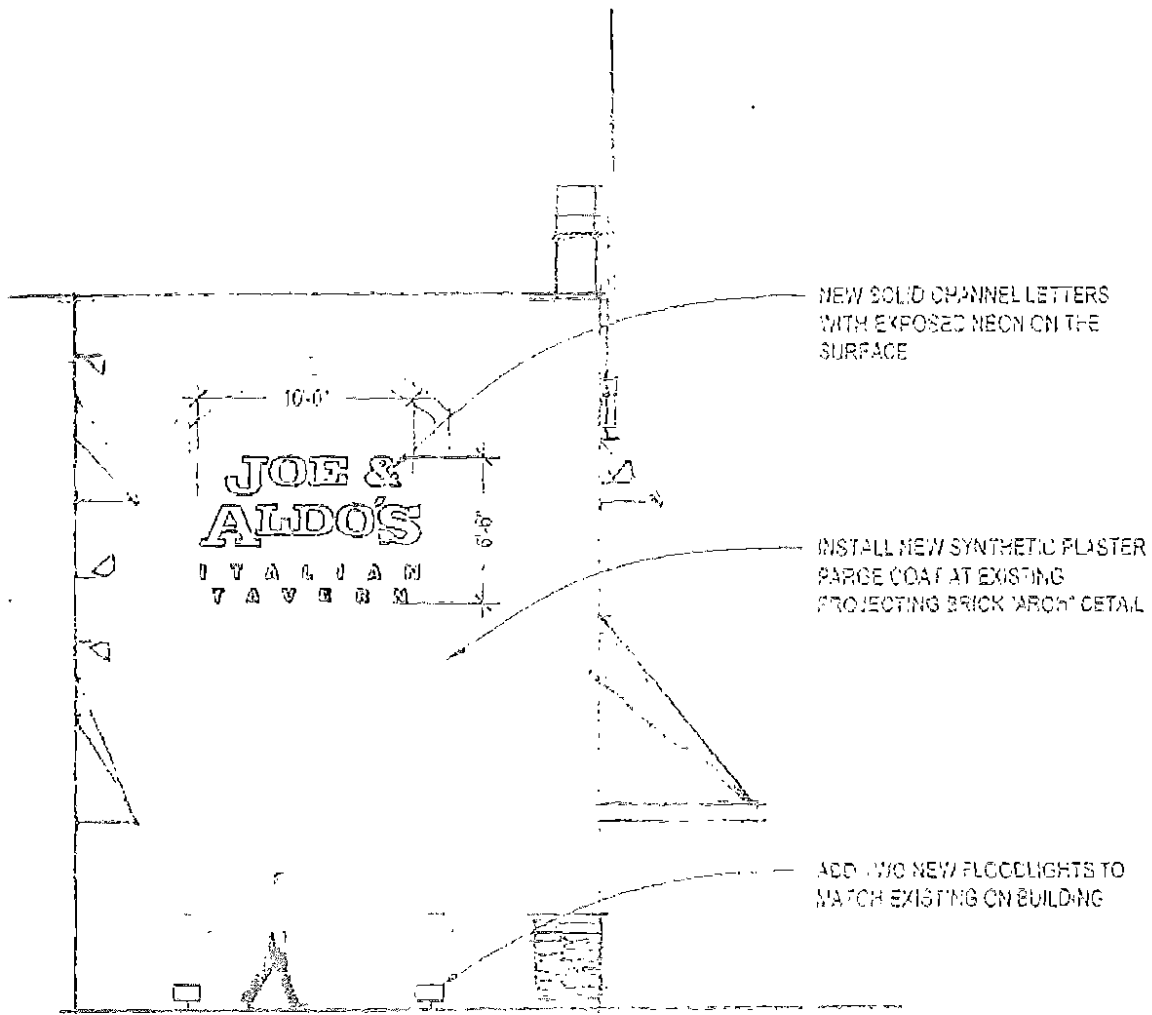 NEW SOLID CHANNEL LETTERS
WITH EXPOSED NEON ON THE
SURFACE
10'-0"
JOE &
ALDO'S
ITALIAN
TAVERN
6'-6"
INSTALL NEW SYNTHETIC PLASTER
PARGE COAT AT EXISTING
PROJECTING BRICK "ARCH" DETAIL
ADD TWO NEW FLOODLIGHTS TO
MATCH EXISTING ON BUILDING